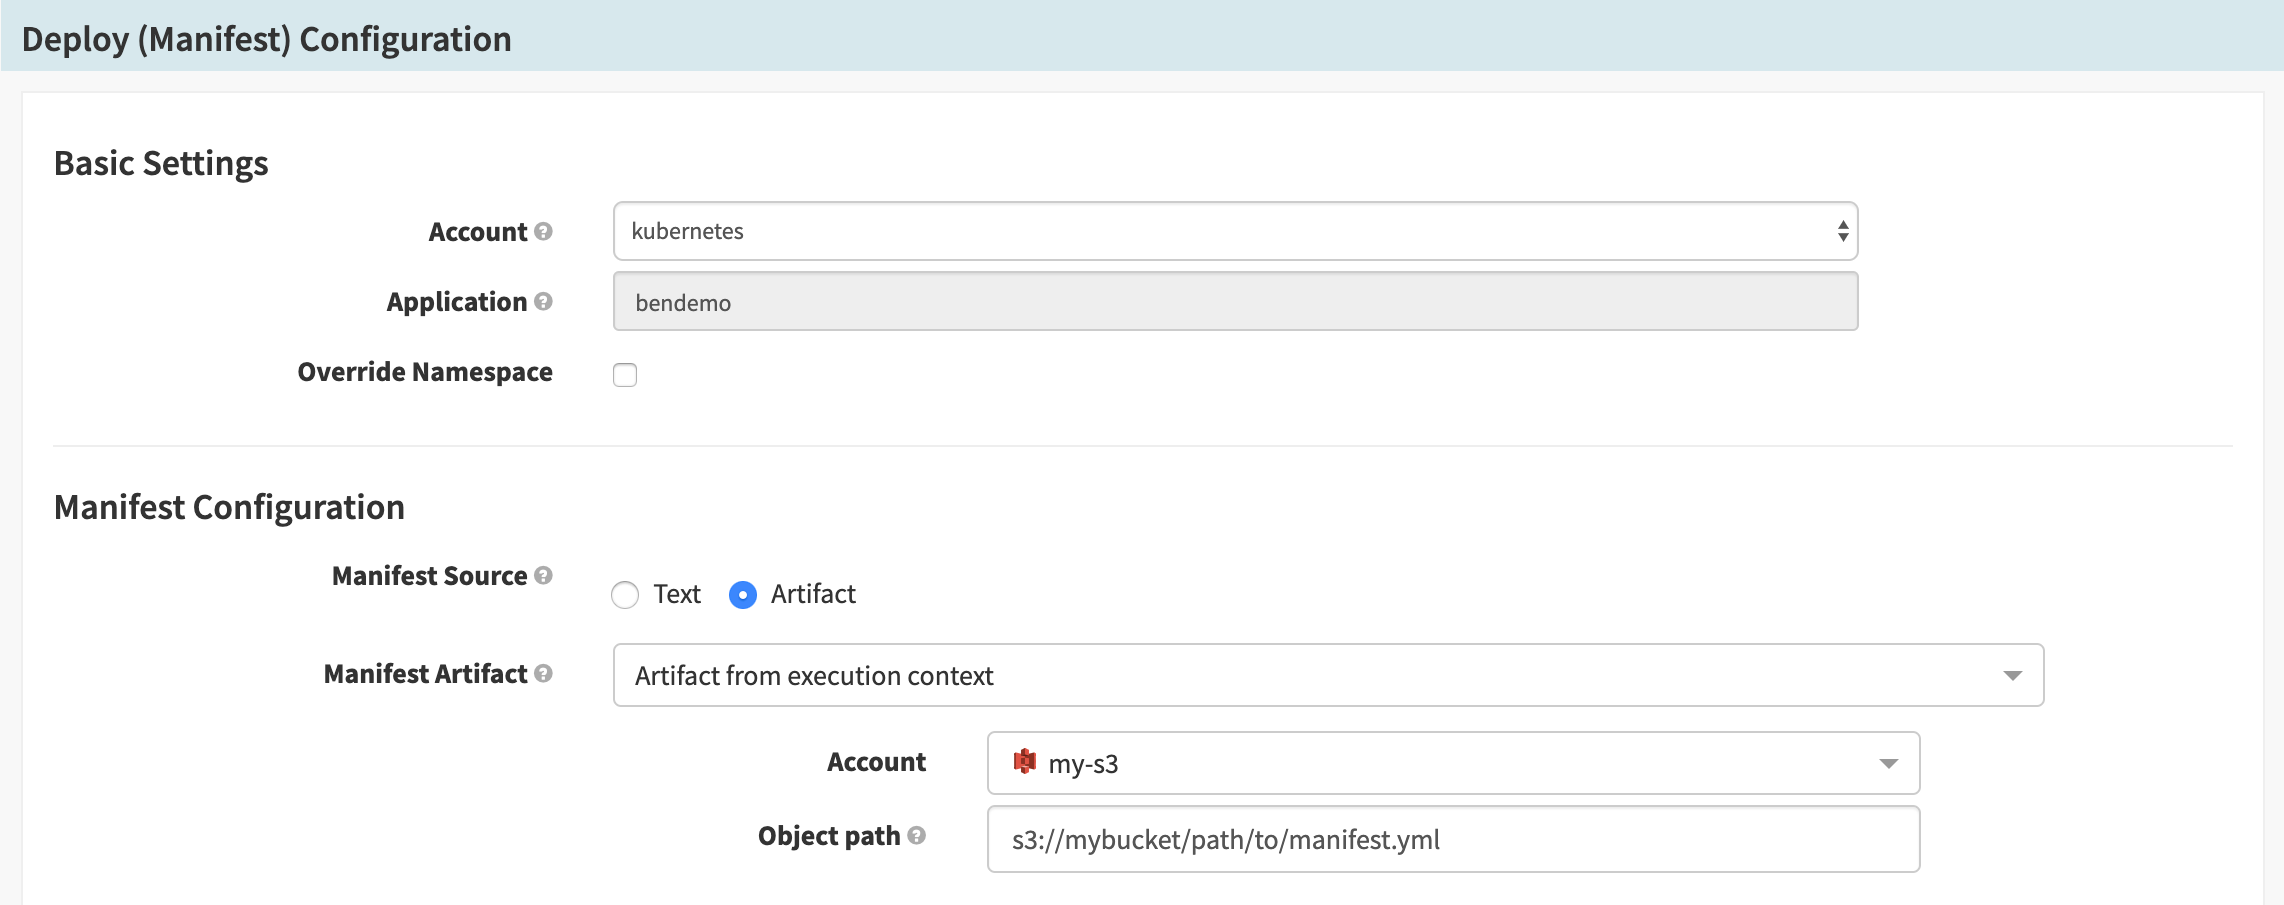 Deploy (Manifest) Configuration
Basic Settings
Account
kubernetes
Application
bendemo
Override Namespace
Manifest Configuration
Manifest Source
Text
Artifact
Manifest Artifact
Artifact from execution context
Account
my-s3
Object path
s3://mybucket/path/to/manifest.yml